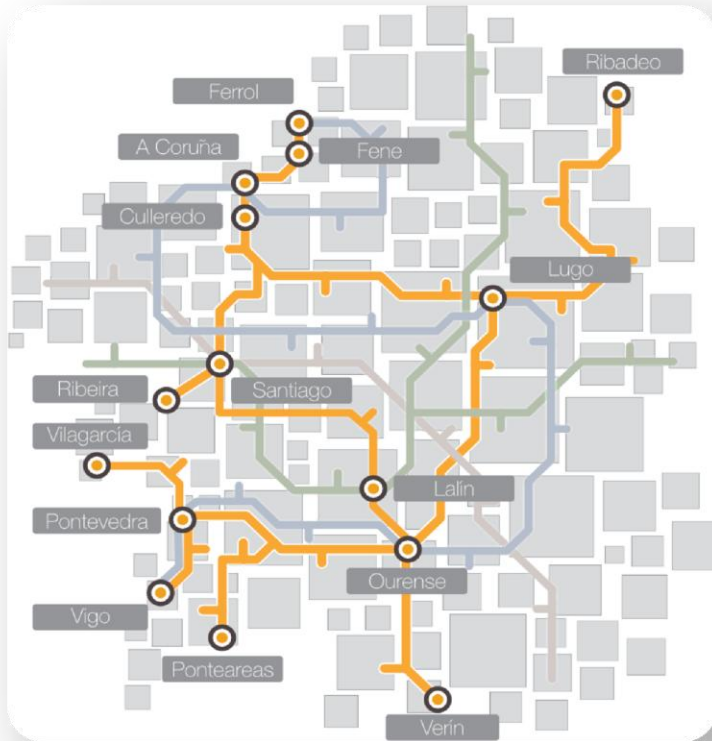 Ribadeo
Ferrol
A Coruña
Fene
Culleredo
Lugo
Ribeira
Santiago
Vilagarcía
Lalín
Pontevedra
Ourense
Vigo
Ponteareas
Verín